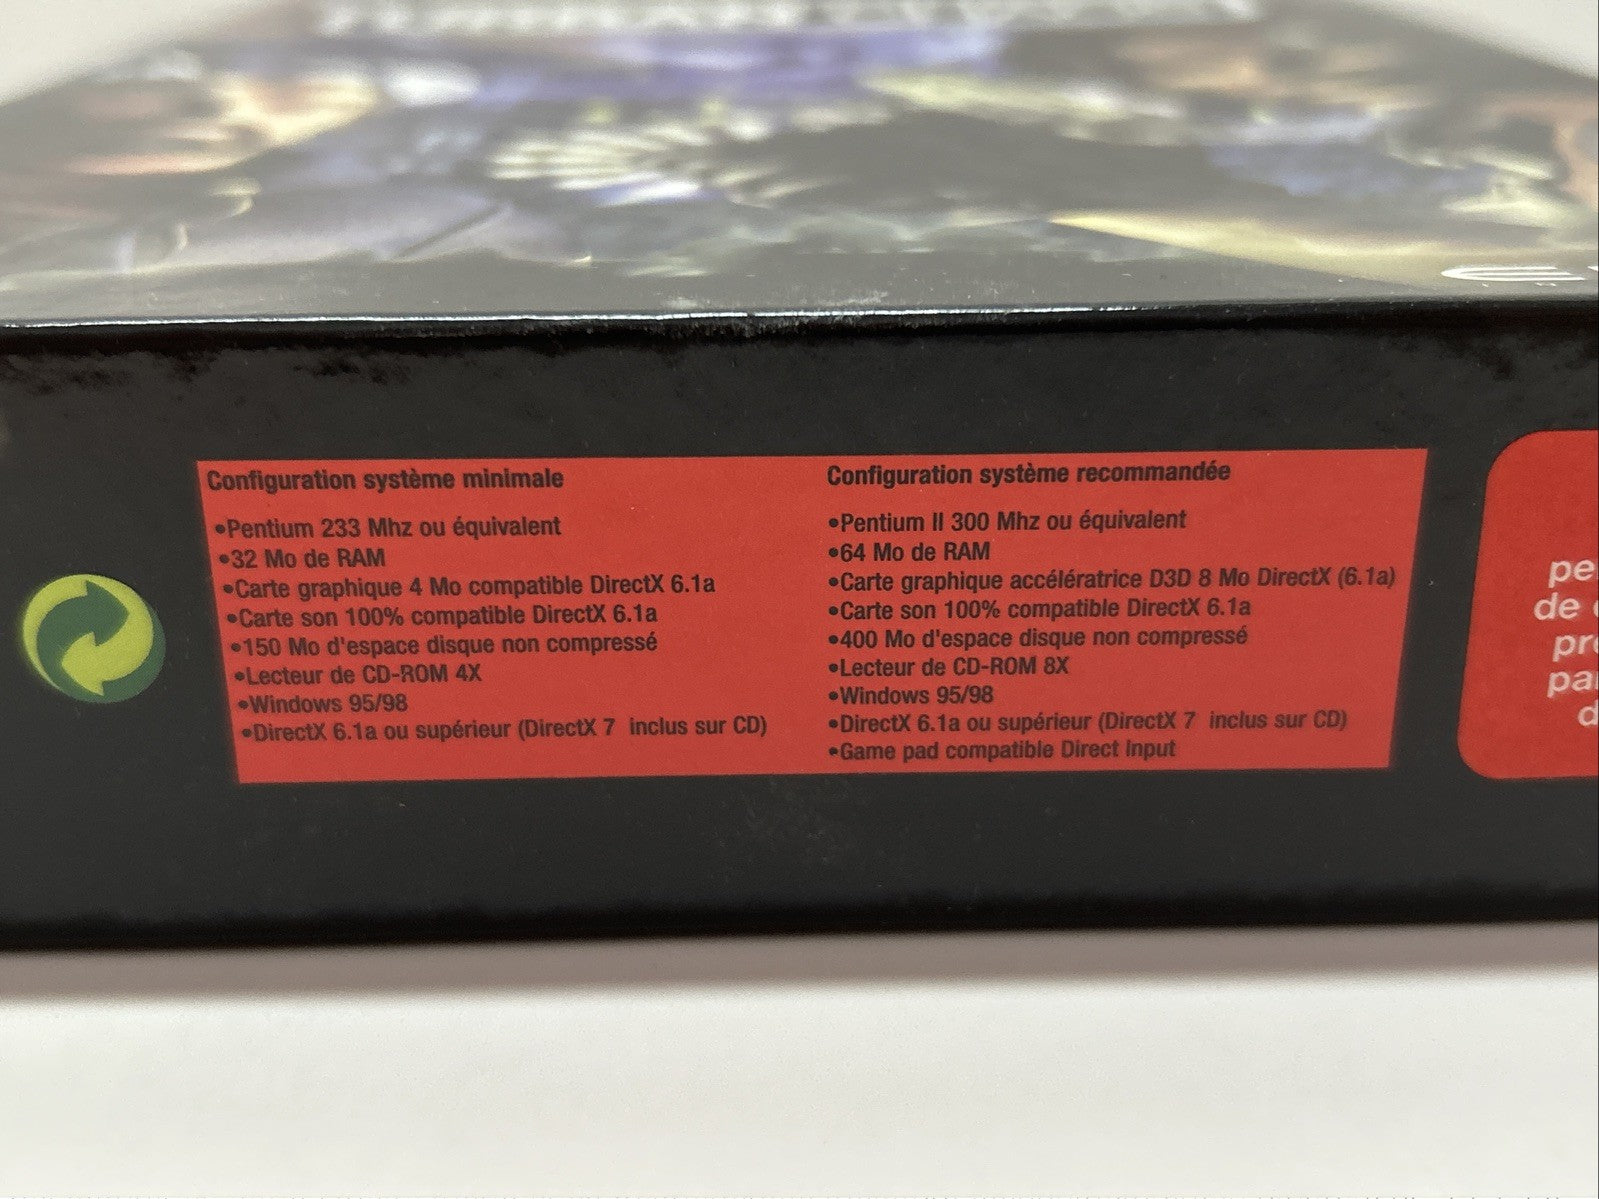 Configuration système minimale
•Pentium 233 Mhz ou équivalent
•32 Mo de RAM
•Carte graphique 4 Mo compatible DirectX 6.1a
•Carte son 100% compatible DirectX 6.1a
•150 Mo d'espace disque non compressé
•Lecteur de CD-ROM 4X
•Windows 95/98
•DirectX 6.1a ou supérieur (DirectX 7 inclus sur CD)
Configuration système recommandée
•Pentium II 300 Mhz ou équivalent
•64 Mo de RAM
•Carte graphique accélératrice D3D 8 Mo DirectX (6.1a)
•Carte son 100% compatible DirectX 6.1a
•400 Mo d'espace disque non compressé
•Lecteur de CD-ROM 8X
•Windows 95/98
•DirectX 6.1a ou supérieur (DirectX 7 inclus sur CD)
•Game pad compatible Direct Input
de